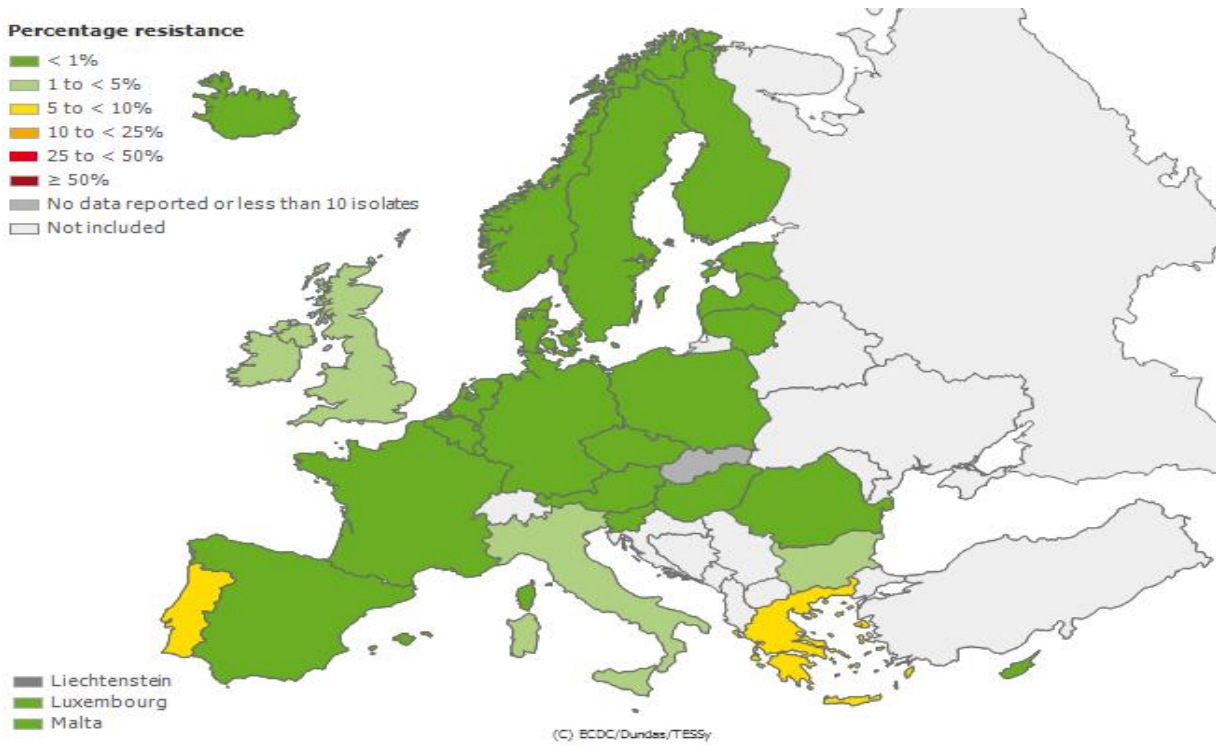 Percentage resistance
< 1%
1 to < 5%
5 to < 10%
10 to < 25%
25 to < 50%
≥ 50%
No data reported or less than 10 isolates
Not included
Liechtenstein
Luxembourg
Malta
(C) ECDC/Dundas/TESSy